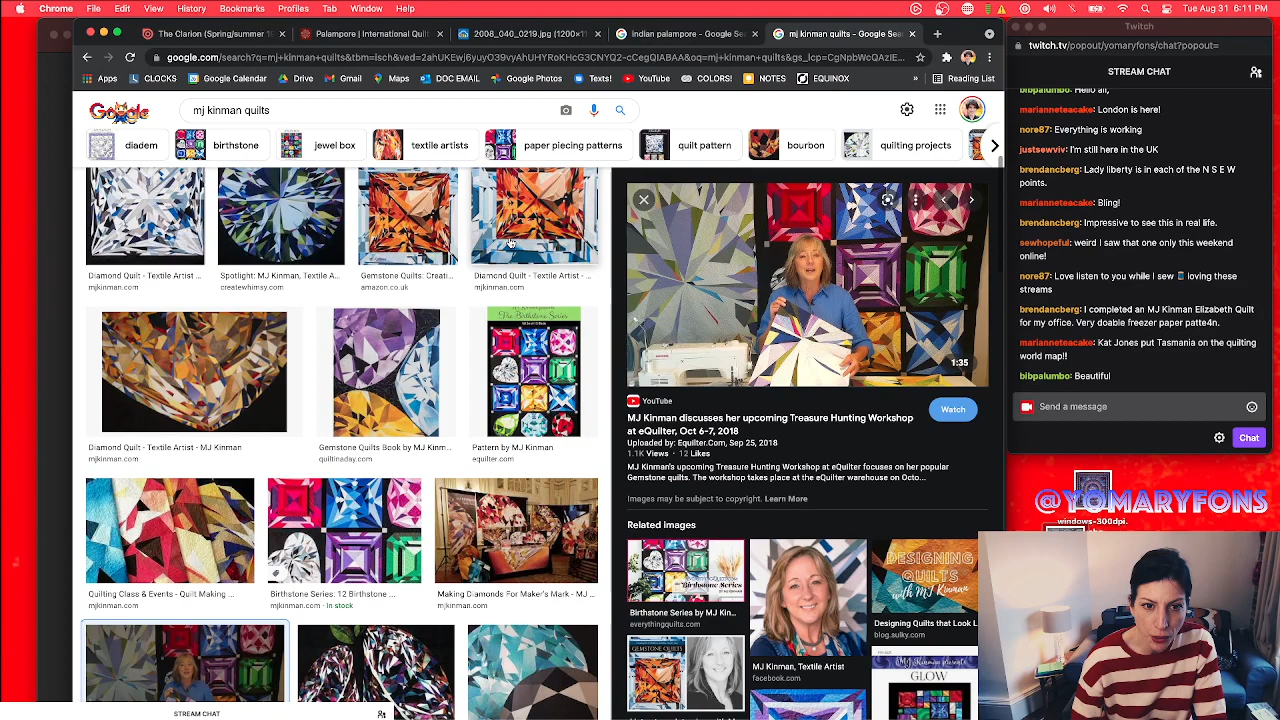 Chrome File Edit View History Bookmarks Profiles Tab Window Help
Tue Aug 31 8:11 PM
The Clarion (Spring/summer 19
Palampore | International Quilt
2008_040_0219.jpg (1200×11
indian palampore - Google Sea
mj kinman quilts - Google Sear
google.com/search?q=mj+kinman+quilts&tbm=isch&ved=
Apps CLOCKS Google Calendar Drive Gmail Maps DOC EMAIL Google Photos Texts! YouTube COLORS! NOTES EQUINOX » Reading List
mj kinman quilts
diadem
birthstone
jewel box
textile artists
paper piecing patterns
quilt pattern
bourbon
quilting projects
Diamond Quilt - Textile Artist ...
mjkinman.com
Spotlight: MJ Kinman, Textile A...
createwhimsy.com
Gemstone Quilts: Creati...
amazon.co.uk
Diamond Quilt - Textile Artist - ...
mjkinman.com
Diamond Quilt - Textile Artist - MJ Kinman
mjkinman.com
Gemstone Quilts Book by MJ Kinm...
quiltinaday.com
Pattern by MJ Kinman
equilter.com
Quilting Class & Events - Quilt Making ...
mjkinman.com
Birthstone Series: 12 Birthstone ...
mjkinman.com · In stock
Making Diamonds For Maker's Mark - MJ ...
mjkinman.com
STREAM CHAT
1:35
YouTube
MJ Kinman discusses her upcoming Treasure Hunting Workshop
at eQuilter, Oct 6-7, 2018
Watch
Uploaded by: Equilter.Com, Sep 25, 2018
1.1K Views · 12 Likes
MJ Kinman's upcoming Treasure Hunting Workshop at eQuilter focuses on her popular
Gemstone quilts. The workshop takes place at the eQuilter warehouse on Octo...
Images may be subject to copyright. Learn More
Related Images
Birthstone Series by MJ Kin...
everythingquilts.com
MJ Kinman, Textile Artist
facebook.com
DESIGNING
QUILTS
with MJ Kinman
Designing Quilts that Look L
blog.sulky.com
GEMSTONE QUILTS
MJ Kinman presents
GLOW
Twitch
twitch.tv/popout/yomaryfons/chat?popout=
STREAM CHAT
bibpalumbo: Hello all,
marianneteacake: London is here!
nore87: Everything is working
justsewviv: I'm still here in the UK
brendancberg: Lady liberty is in each of the N S E W
points.
marianneteacake: Bling!
brendancberg: Impressive to see this in real life.
sewhopeful: weird I saw that one only this weekend
online!
nore87: Love listen to you while I sew loving these
streams
brendancberg: I completed an MJ Kinman Elizabeth Quilt
for my office. Very doable freezer paper patte4n.
marianneteacake: Kat Jones put Tasmania on the quilting
world map!!
bibpalumbo: Beautiful
Send a message
Chat
@YOMARYFONS
windows-300dpi.